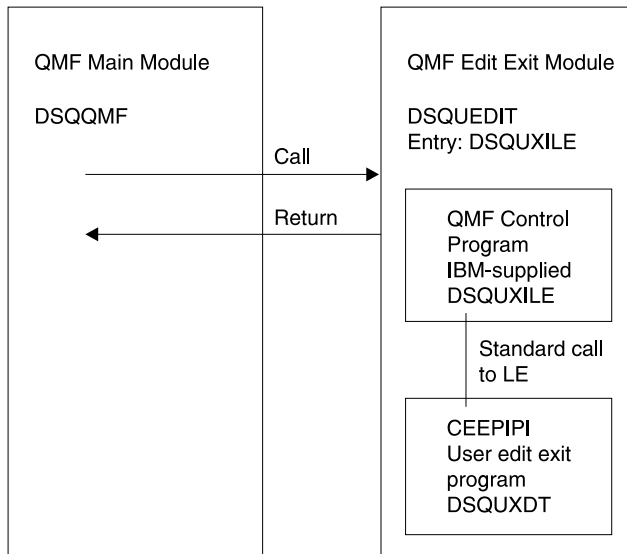 QMF Main Module
DSQQMF
Call
Return
QMF Edit Exit Module
DSQUEDIT
Entry: DSQUXILE
QMF Control
Program
IBM-supplied
DSQUXILE
Standard call
to LE
CEEPIPI
User edit exit
program
DSQUXDT